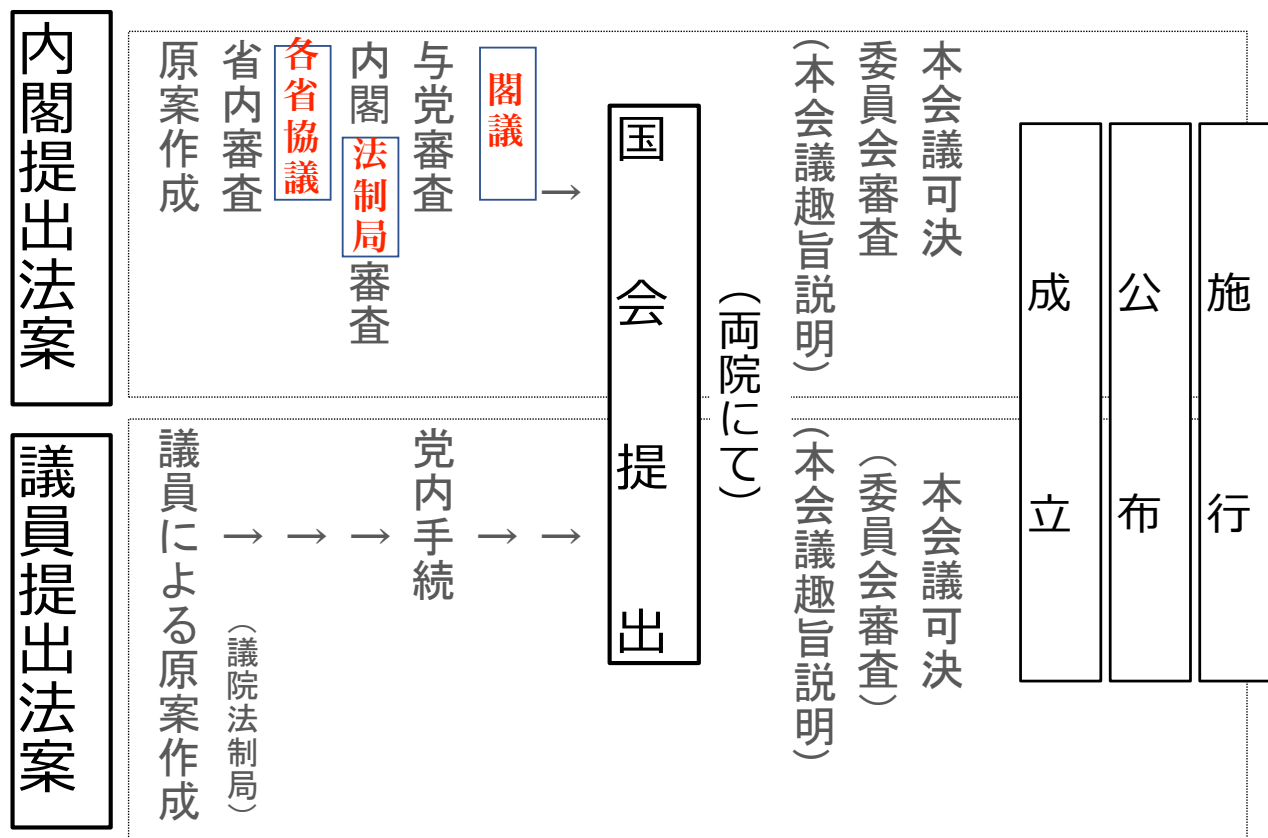 内閣提出法案
原案作成
省内審査
各省協議
内閣法制局審査
与党審査
閣議
→
国会提出
（両院にて）
（本会議趣旨説明）
委員会審査
本会議可決
成立
公布
施行
議員提出法案
議員による原案作成
→
（議院法制局）
→
→
党内手続
→
→
（本会議趣旨説明）
（委員会審査）
本会議可決